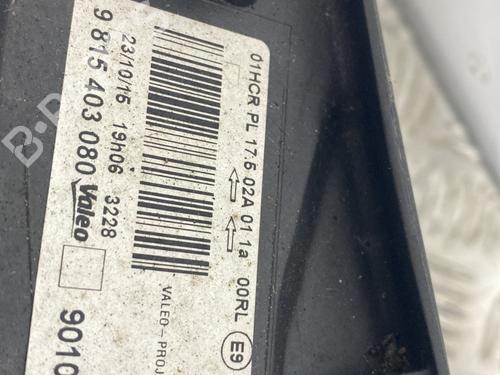 01HCR PL 17.5 02A 01 1a 00RL E9
23/10/15 19h06 3228
9 815 403 080 Valeo
VALEO-PROJ
9010
B-P